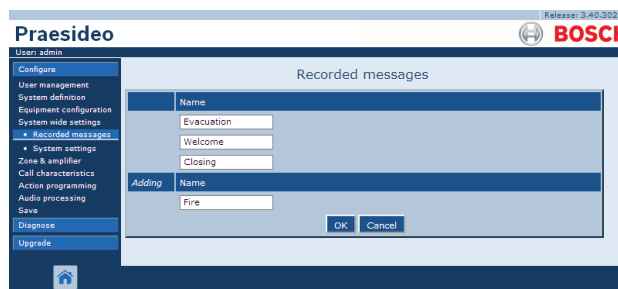 Release: 3.40.302
Praesideo
BOSCH
User: admin
Configure
User management
System definition
Equipment configuration
System wide settings
• Recorded messages
• System settings
Zone & amplifier
Call characteristics
Action programming
Audio processing
Save
Diagnose
Upgrade
Recorded messages
Name
Evacuation
Welcome
Closing
Adding Name
Fire
OK Cancel